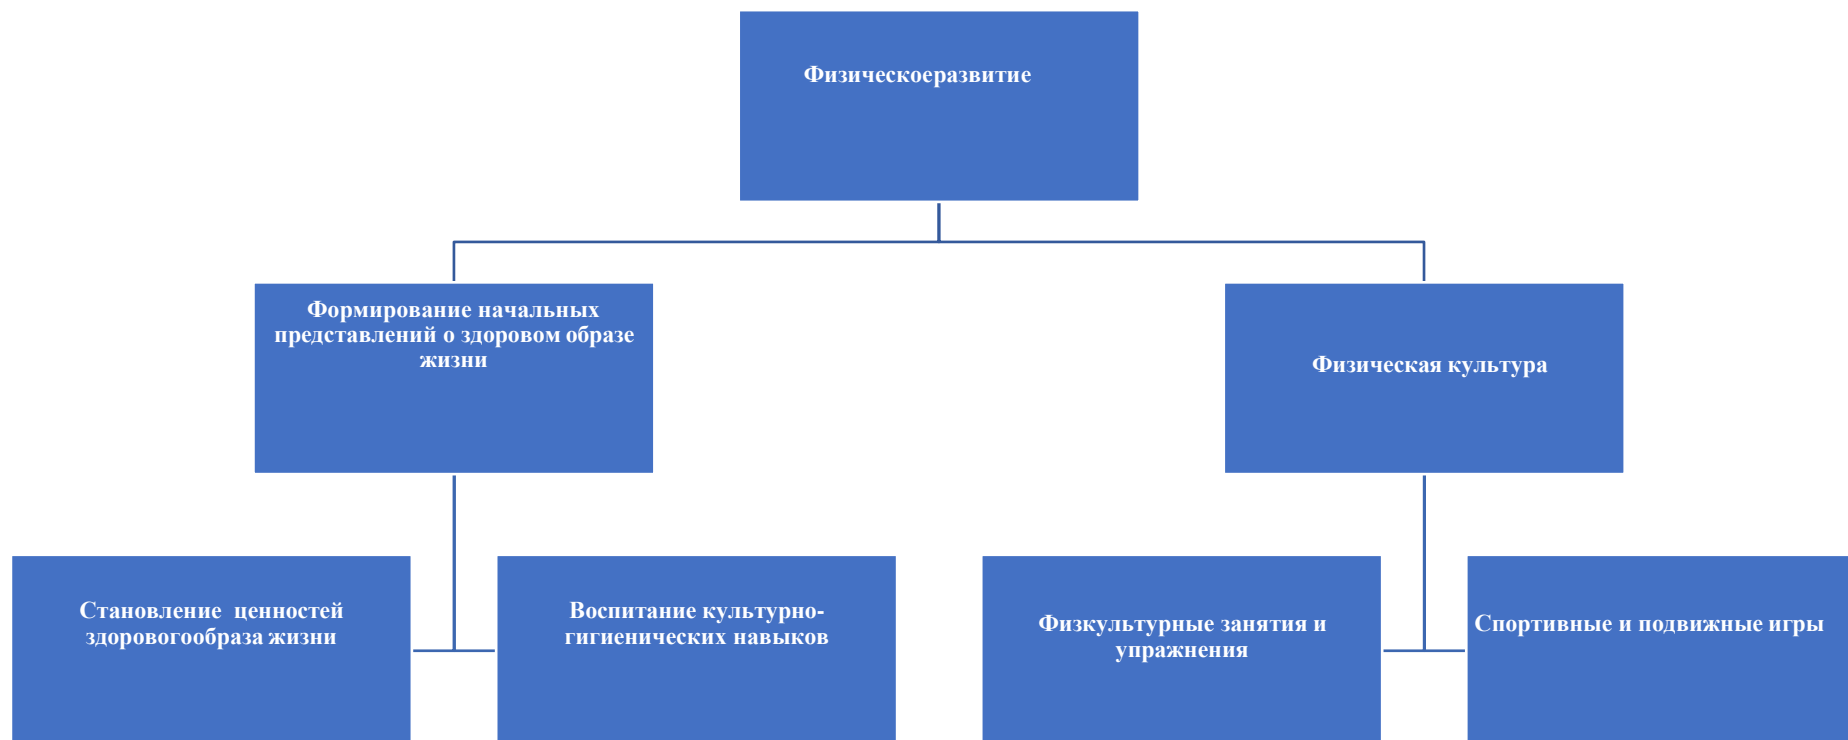 Физическоеразвитие
Формирование начальных
представлений о здоровом образе
жизни
Физическая культура
Становление  ценностей
здоровогообраза жизни
Воспитание культурно-
гигиенических навыков
Физкультурные занятия и
упражнения
Спортивные и подвижные игры